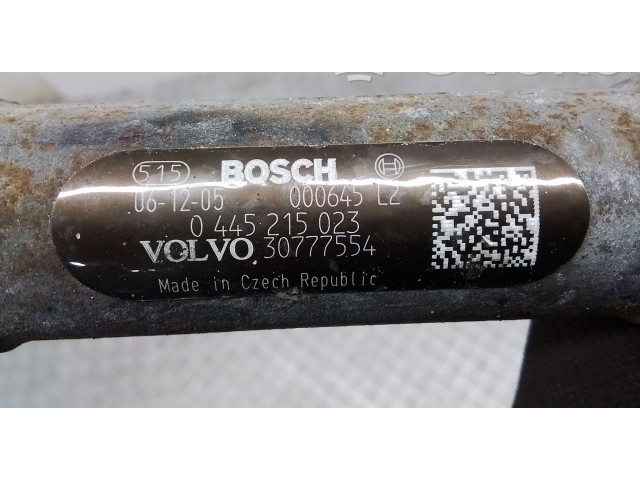 515 BOSCH
06-12-05 000645 L2
0 445 215 023
VOLVO 30777554
Made in Czech Republic